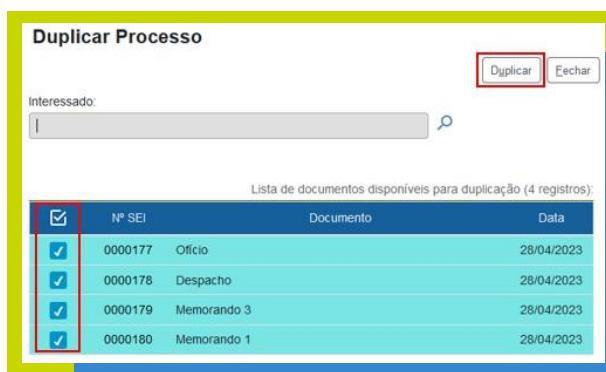 Duplicar Processo
Duplicar Fechar
Interessado:
Lista de documentos disponíveis para duplicação (4 registros):
Nº SEI Documento Data
0000177 Ofício 28/04/2023
0000178 Despacho 28/04/2023
0000179 Memorando 3 28/04/2023
0000180 Memorando 1 28/04/2023